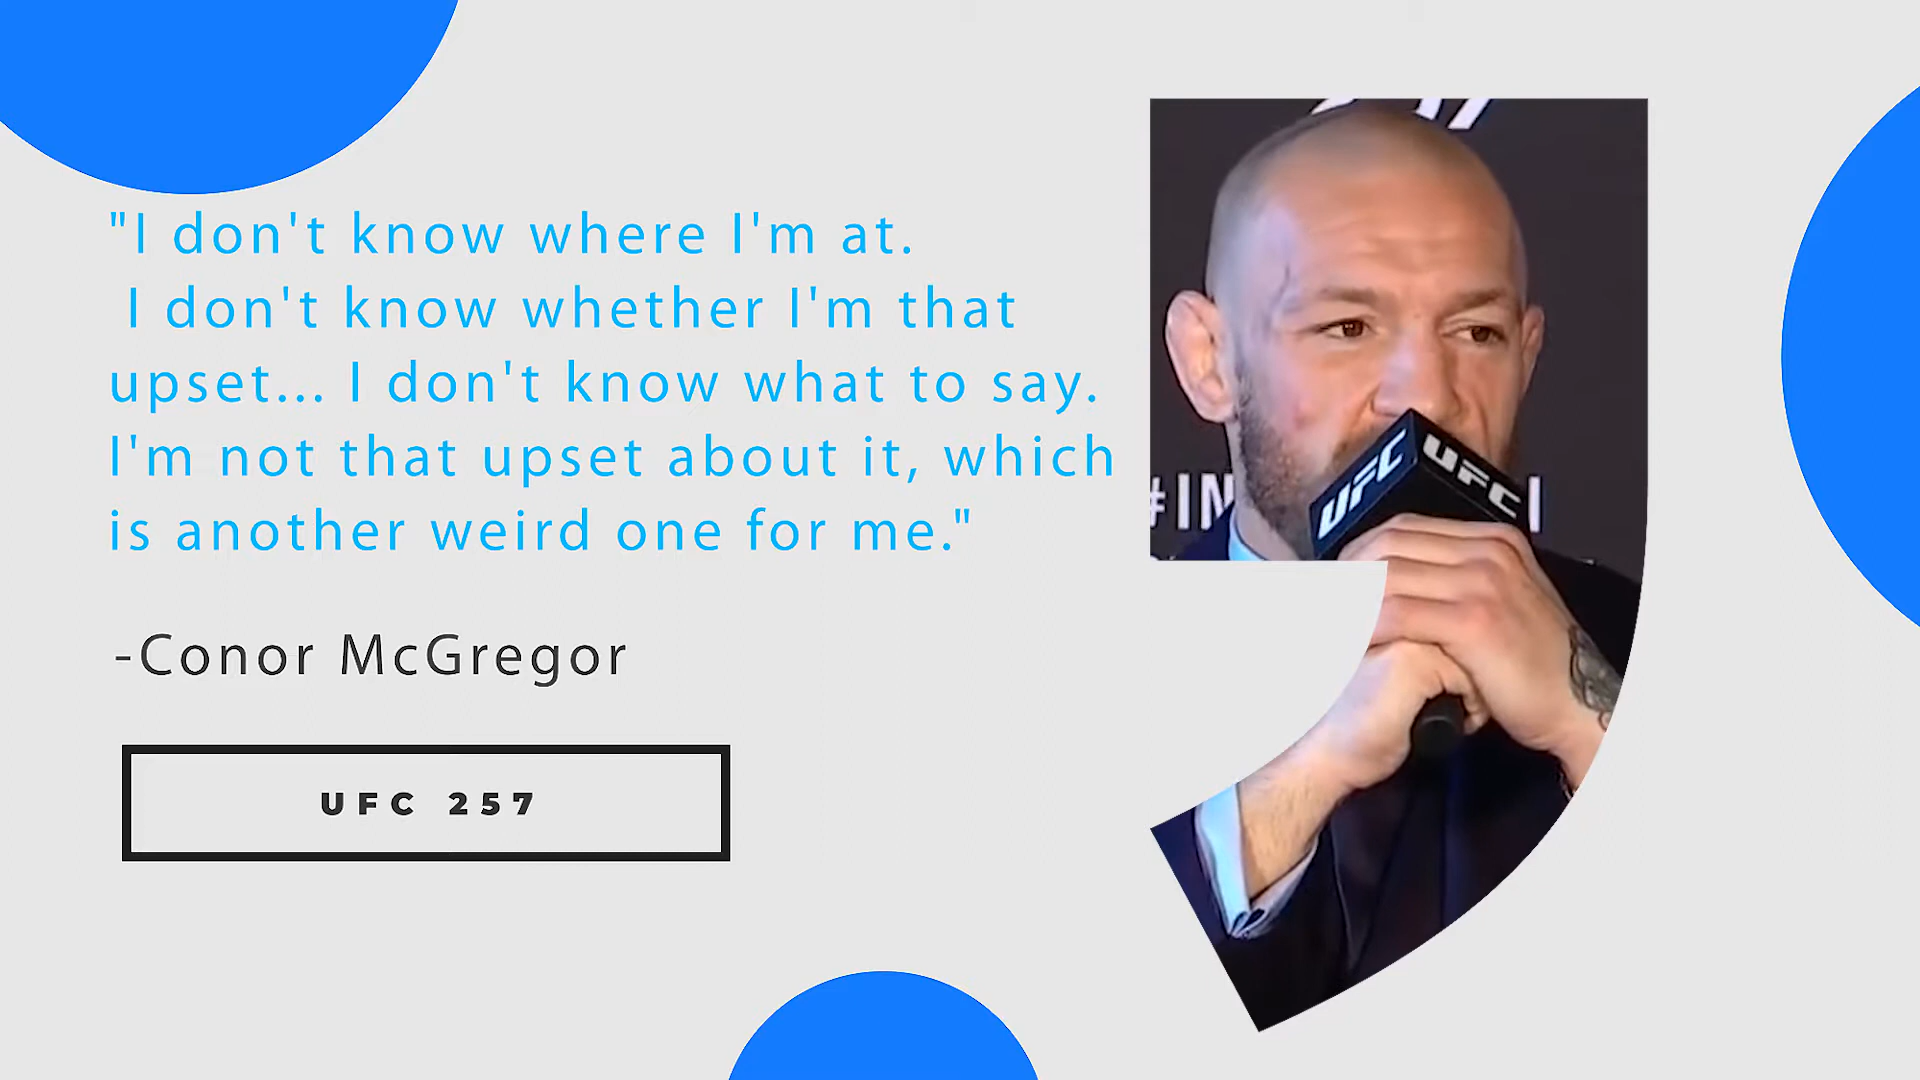 "I don't know where I'm at.
I don't know whether I'm that
upset... I don't know what to say.
I'm not that upset about it, which
is another weird one for me."
-Conor McGregor
UFC 257
#IN
UFC UFC